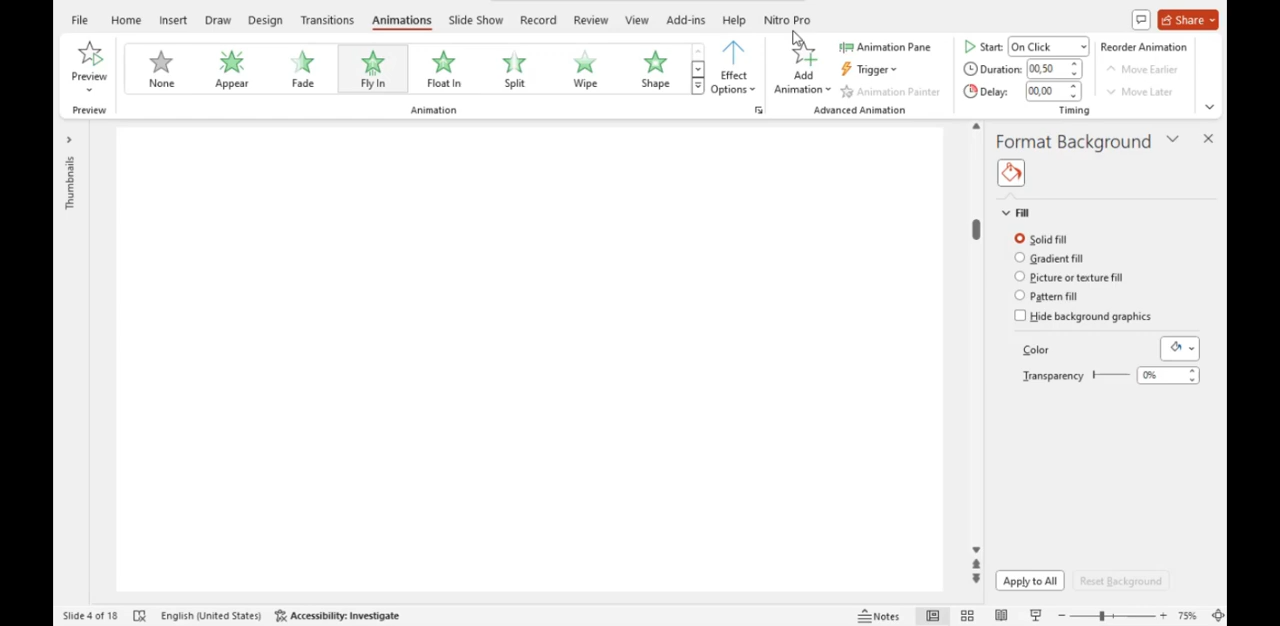 File Home Insert Draw Design Transitions Animations Slide Show Record Review View Add-ins Help Nitro Pro Share
Preview
None Appear Fade Fly In Float In Split Wipe Shape
Effect Options
Add Animation
Animation Pane
Trigger
Animation Painter
Start: On Click
Duration: 00,50
Delay: 00,00
Reorder Animation
Move Earlier
Move Later
Preview Animation Advanced Animation Timing
Thumbnails
Format Background
Fill
Solid fill
Gradient fill
Picture or texture fill
Pattern fill
Hide background graphics
Color
Transparency 0%
Apply to All Reset Background
Slide 4 of 18 English (United States) Accessibility: Investigate Notes 75%